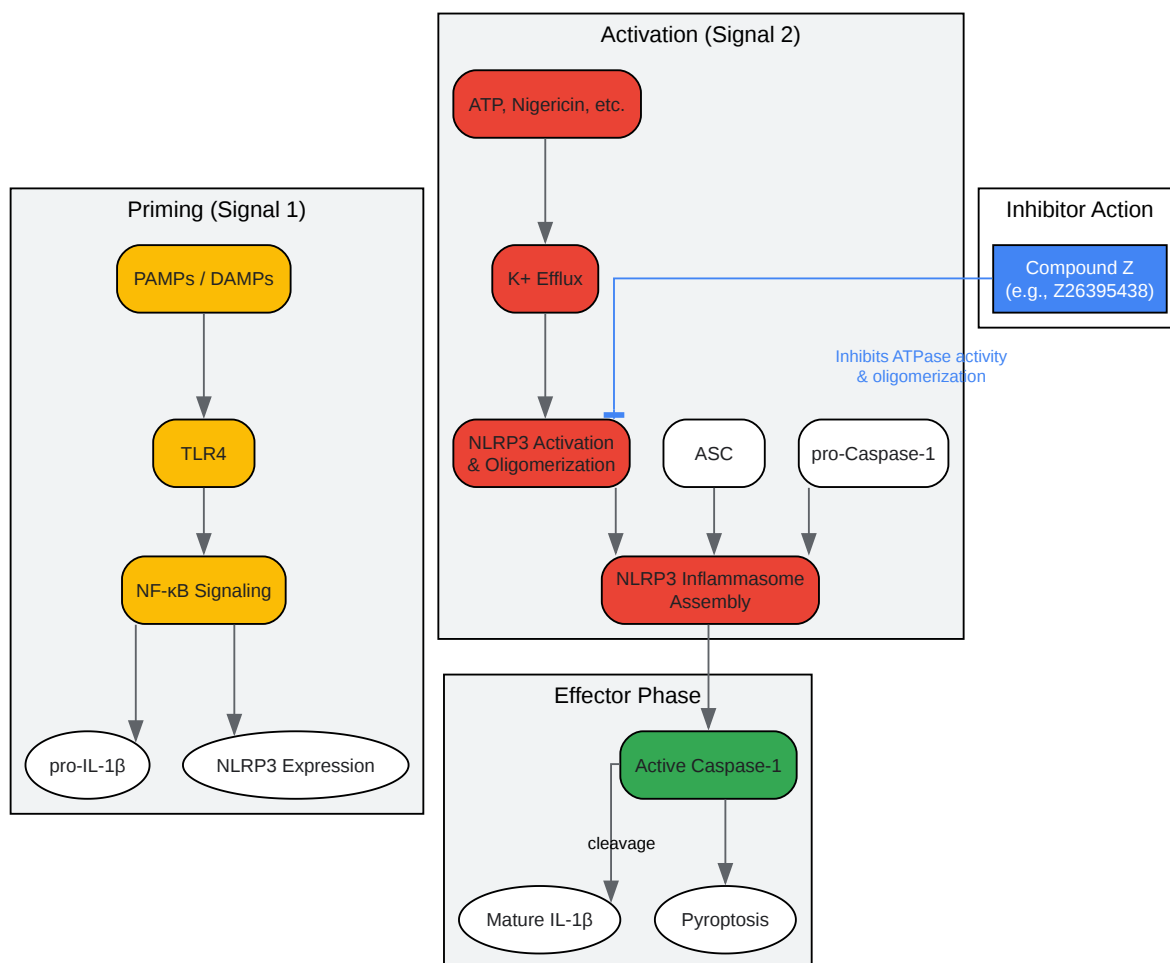 Activation (Signal 2)
ATP, Nigericin, etc.
Priming (Signal 1)
Inhibitor Action
PAMPs / DAMPs
K+ Efflux
Compound Z
(e.g., Z26395438)
Inhibits ATPase activity
& oligomerization
TLR4
NLRP3 Activation
& Oligomerization
ASC
pro-Caspase-1
NF-κB Signaling
NLRP3 Inflammasome
Assembly
Effector Phase
pro-IL-1β
NLRP3 Expression
Active Caspase-1
cleavage
Mature IL-1β
Pyroptosis